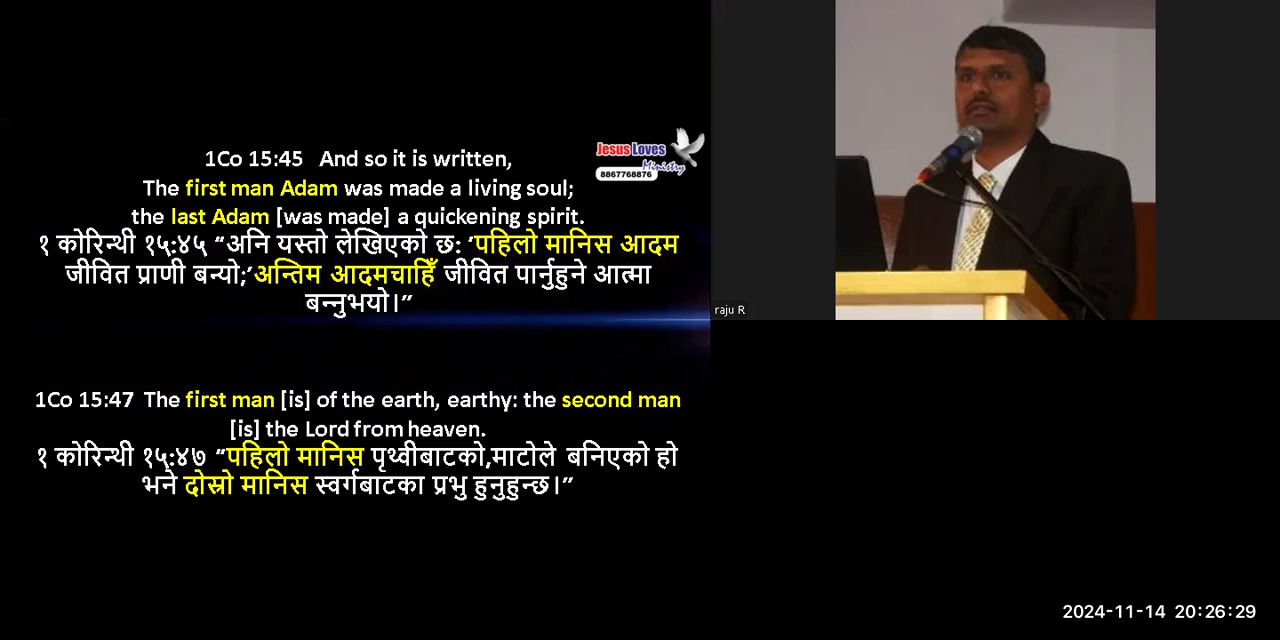 1Co 15:45 And so it is written,
The first man Adam was made a living soul;
the last Adam [was made] a quickening spirit.
१ कोरिन्थी १५:४५ “अनि यस्तो लेखिएको छ: ‘पहिलो मानिस आदम
जीवित प्राणी बन्यो;’अन्तिम आदमचाहिँ जीवित पार्नुहुने आत्मा
बन्नुभयो।”
Jesus Loves
Ministry
8867768876
1Co 15:47 The first man [is] of the earth, earthy: the second man
[is] the Lord from heaven.
१ कोरिन्थी १५:४७ “पहिलो मानिस पृथ्वीबाटको,माटोले बनिएको हो
भने दोस्रो मानिस स्वर्गबाटका प्रभु हुनुहुन्छ।”
raju R
2024-11-14 20:26:29